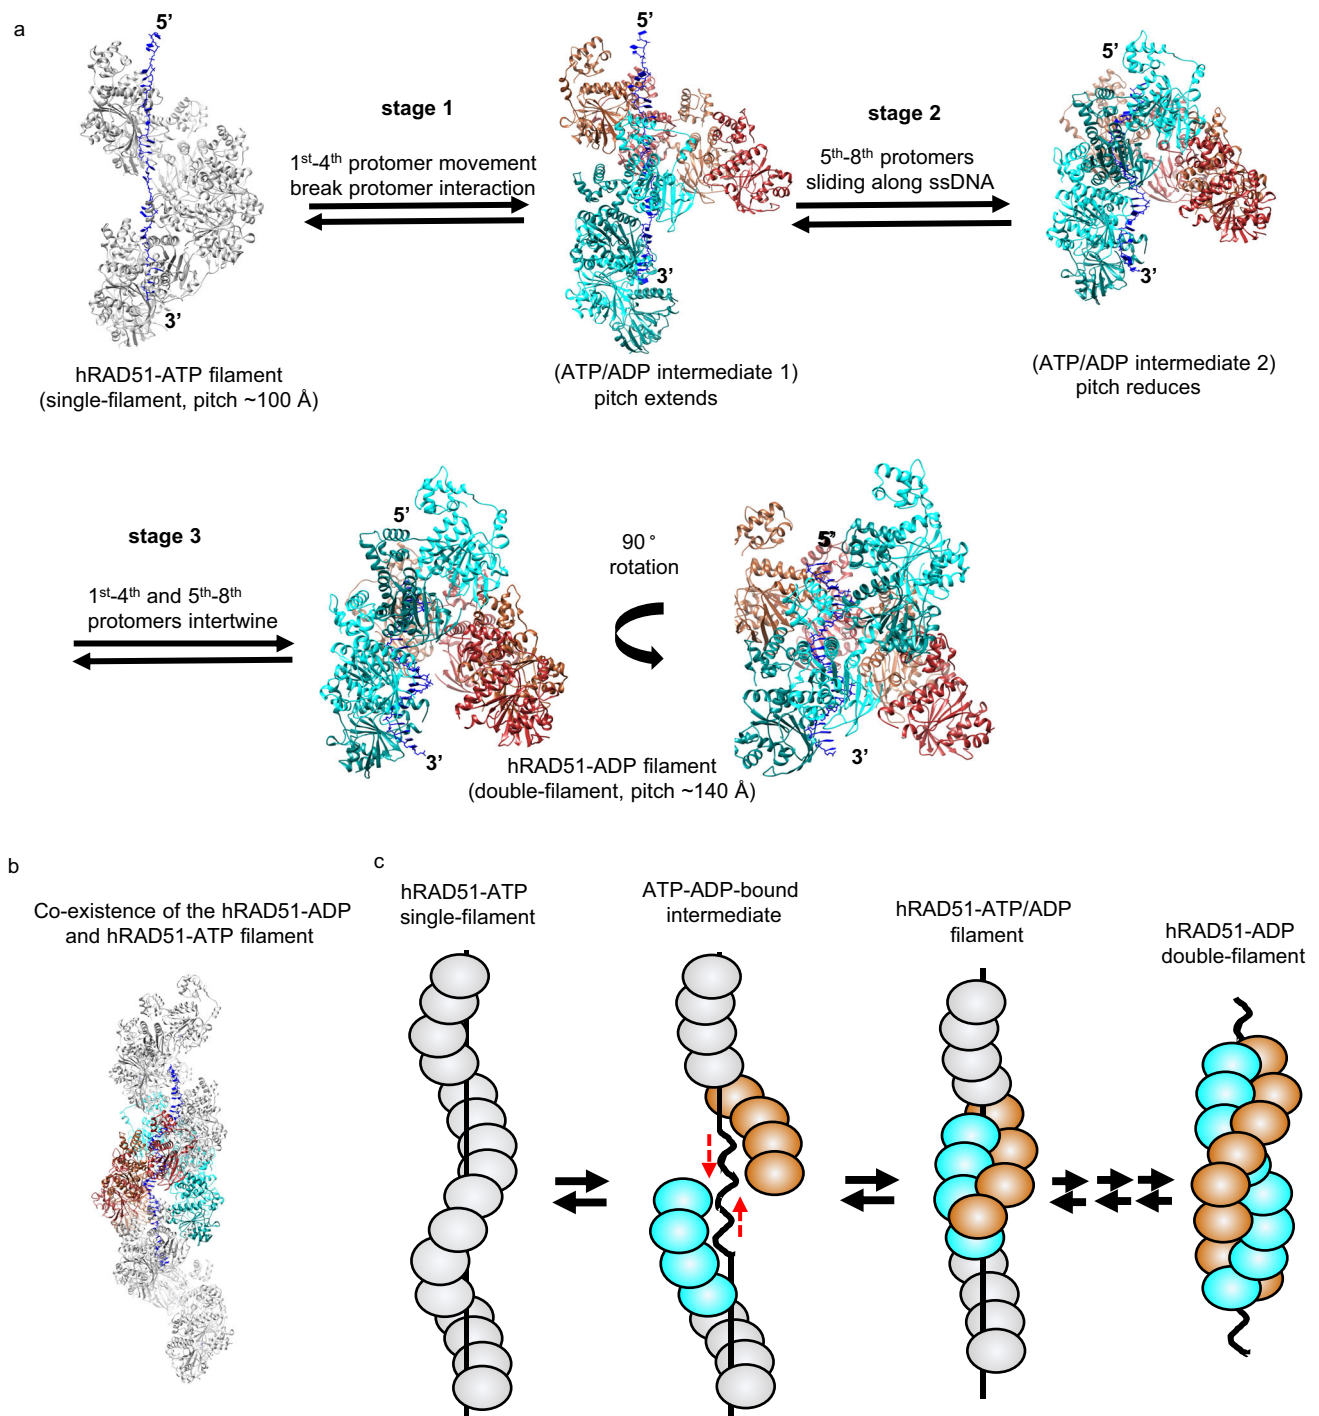 a
5’
3’
hRAD51-ATP filament
(single-filament, pitch ~100 Å)
stage 1
1st-4th protomer movement
break protomer interaction
5’
3’
(ATP/ADP intermediate 1)
pitch extends
stage 2
5th-8th protomers
sliding along ssDNA
5’
3’
(ATP/ADP intermediate 2)
pitch reduces
stage 3
1st-4th and 5th-8th
protomers intertwine
5’
3’
90°
rotation
5’
3’
hRAD51-ADP filament
(double-filament, pitch ~140 Å)
b
Co-existence of the hRAD51-ADP
and hRAD51-ATP filament
c
hRAD51-ATP
single-filament
ATP-ADP-bound
intermediate
hRAD51-ATP/ADP
filament
hRAD51-ADP
double-filament